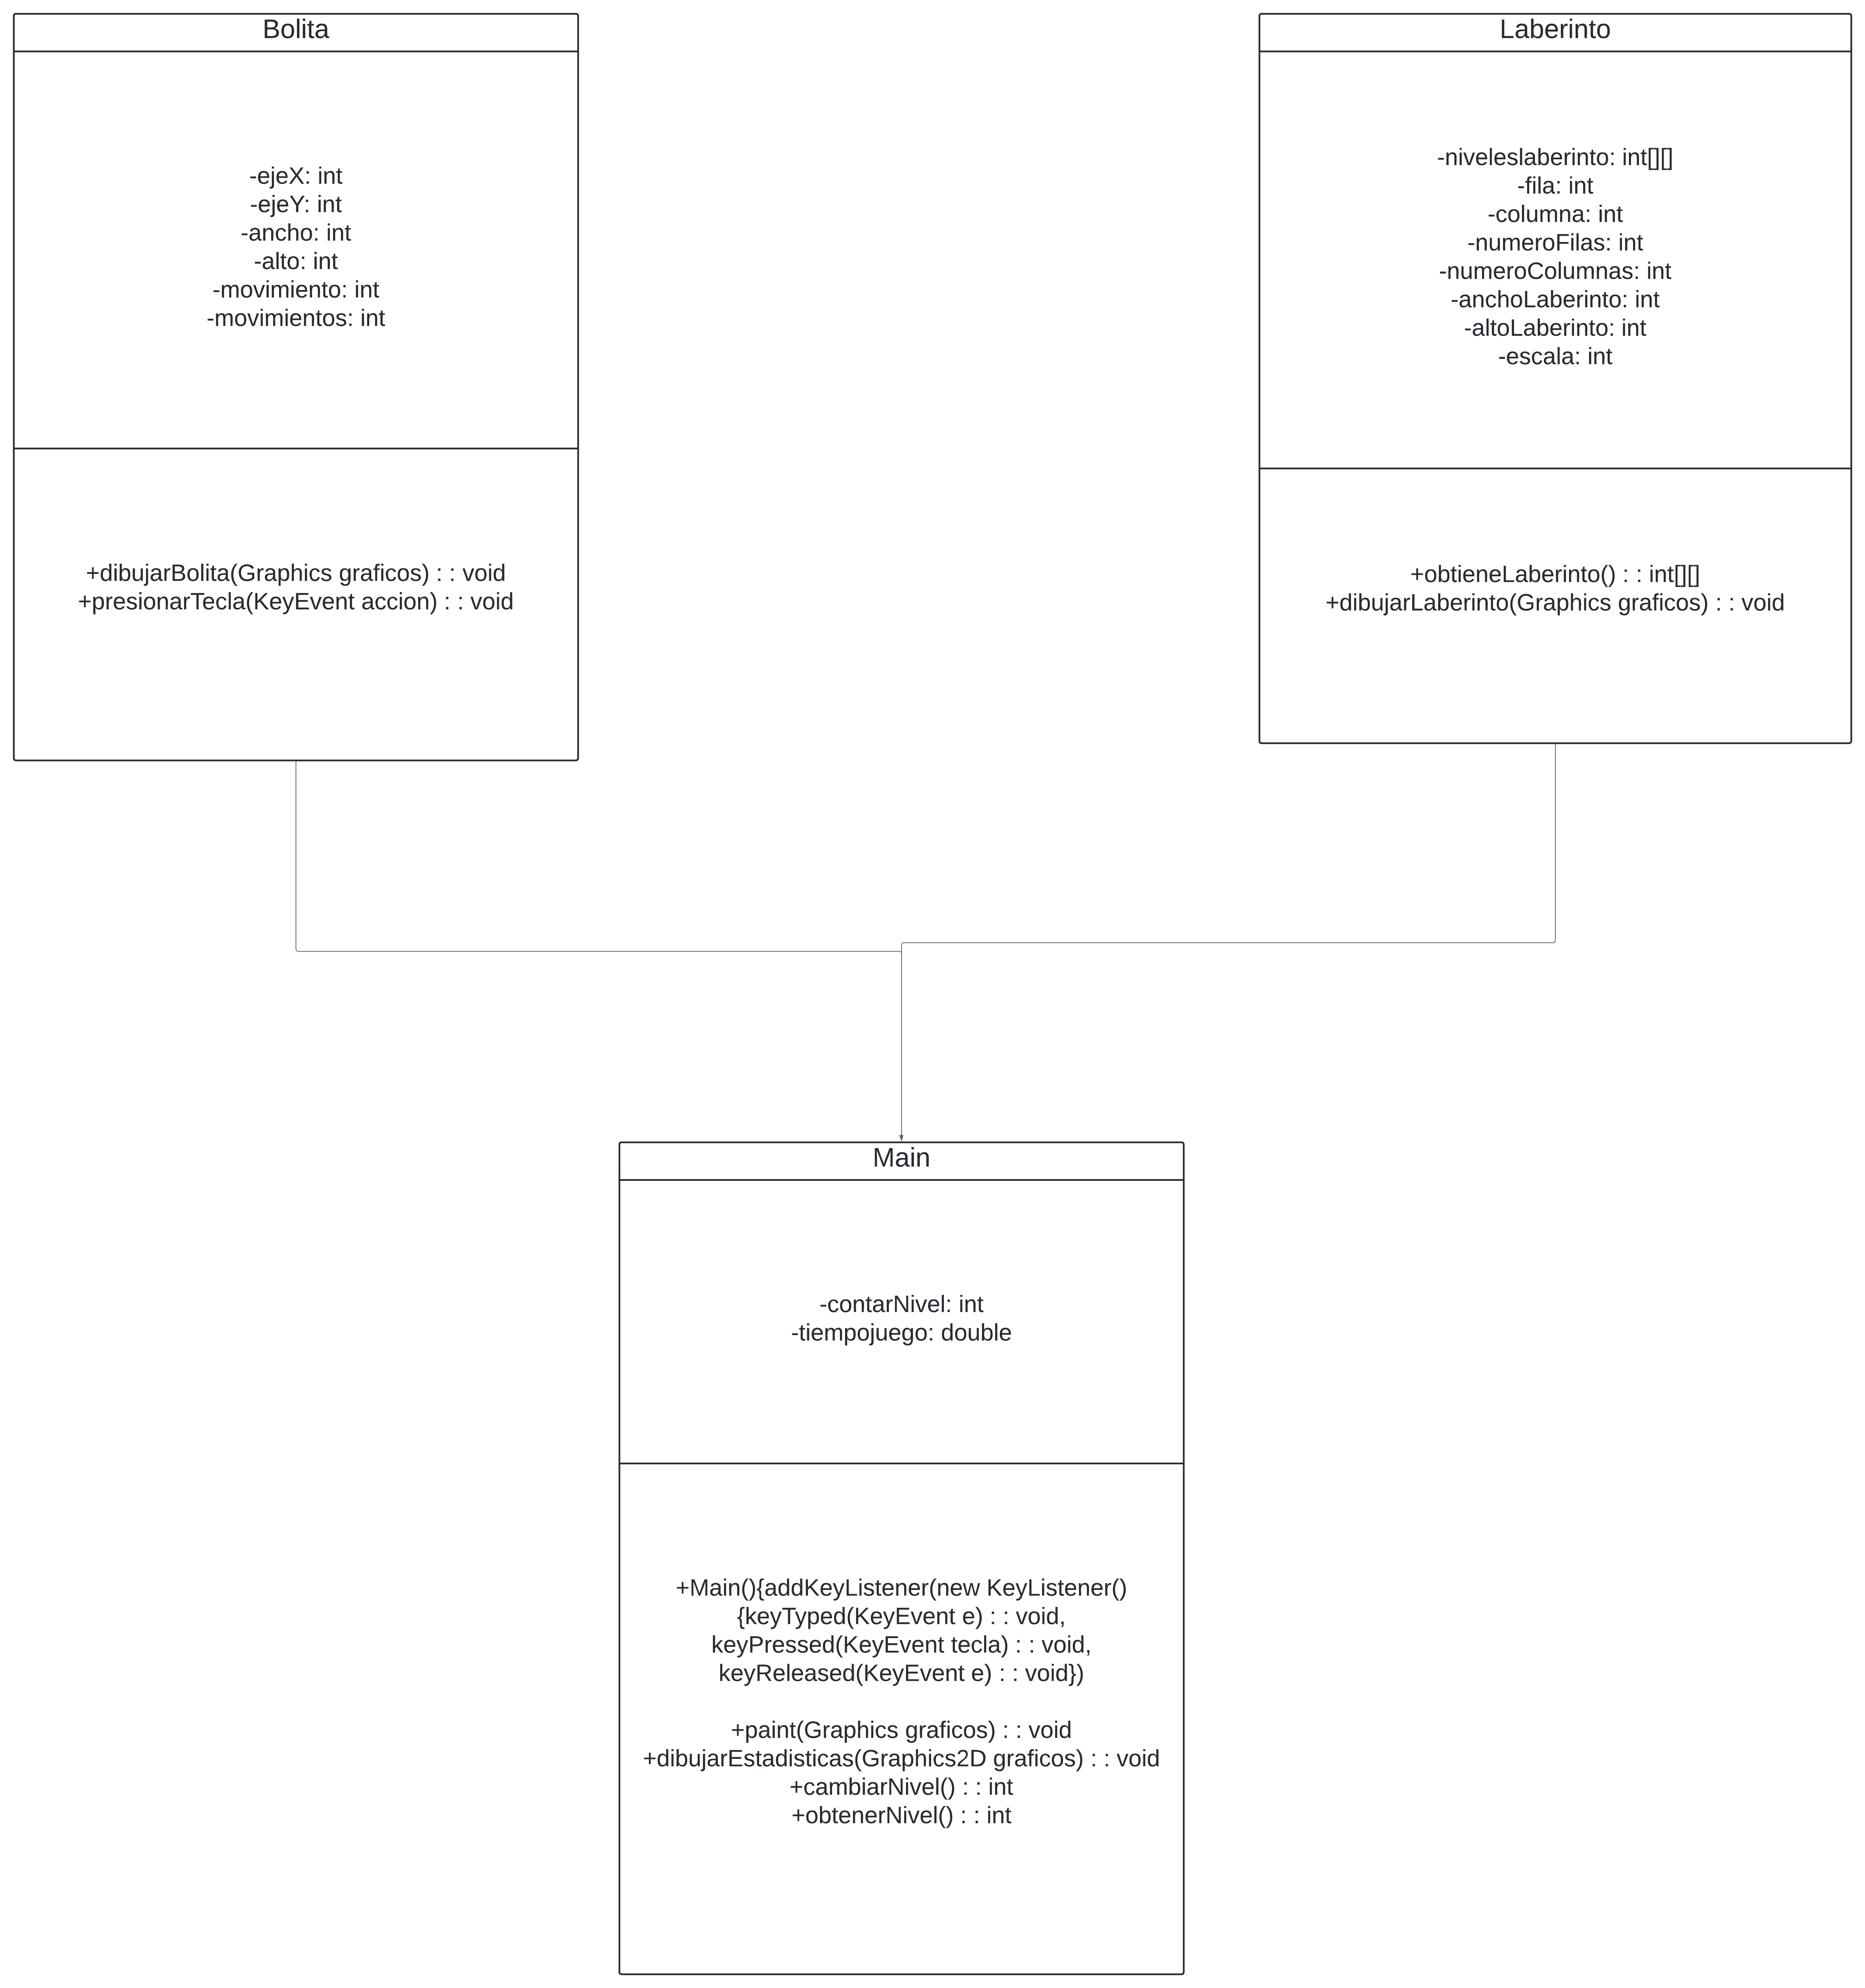 Bolita
-ejeX: int
-ejeY: int
-ancho: int
-alto: int
-movimiento: int
-movimientos: int
+dibujarBolita(Graphics graficos) : : void
+presionarTecla(KeyEvent accion) : : void
Laberinto
-niveleslaberinto: int[][]
-fila: int
-columna: int
-numeroFilas: int
-numeroColumnas: int
-anchoLaberinto: int
-altoLaberinto: int
-escala: int
+obtieneLaberinto() : : int[][]
+dibujarLaberinto(Graphics graficos) : : void
Main
-contarNivel: int
-tiempojuego: double
+Main(){addKeyListener(new KeyListener()
{keyTyped(KeyEvent e) : : void,
keyPressed(KeyEvent tecla) : : void,
keyReleased(KeyEvent e) : : void})
+paint(Graphics graficos) : : void
+dibujarEstadisticas(Graphics2D graficos) : : void
+cambiarNivel() : : int
+obtenerNivel() : : int